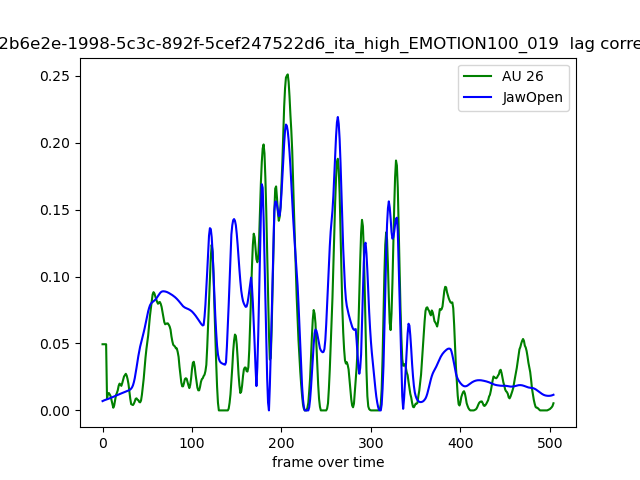 2b6e2e-1998-5c3c-892f-5cef247522d6_ita_high_EMOTION100_019 lag corre
AU 26
JawOpen
0.25
0.20
0.15
0.10
0.05
0.00
0 100 200 300 400 500
frame over time